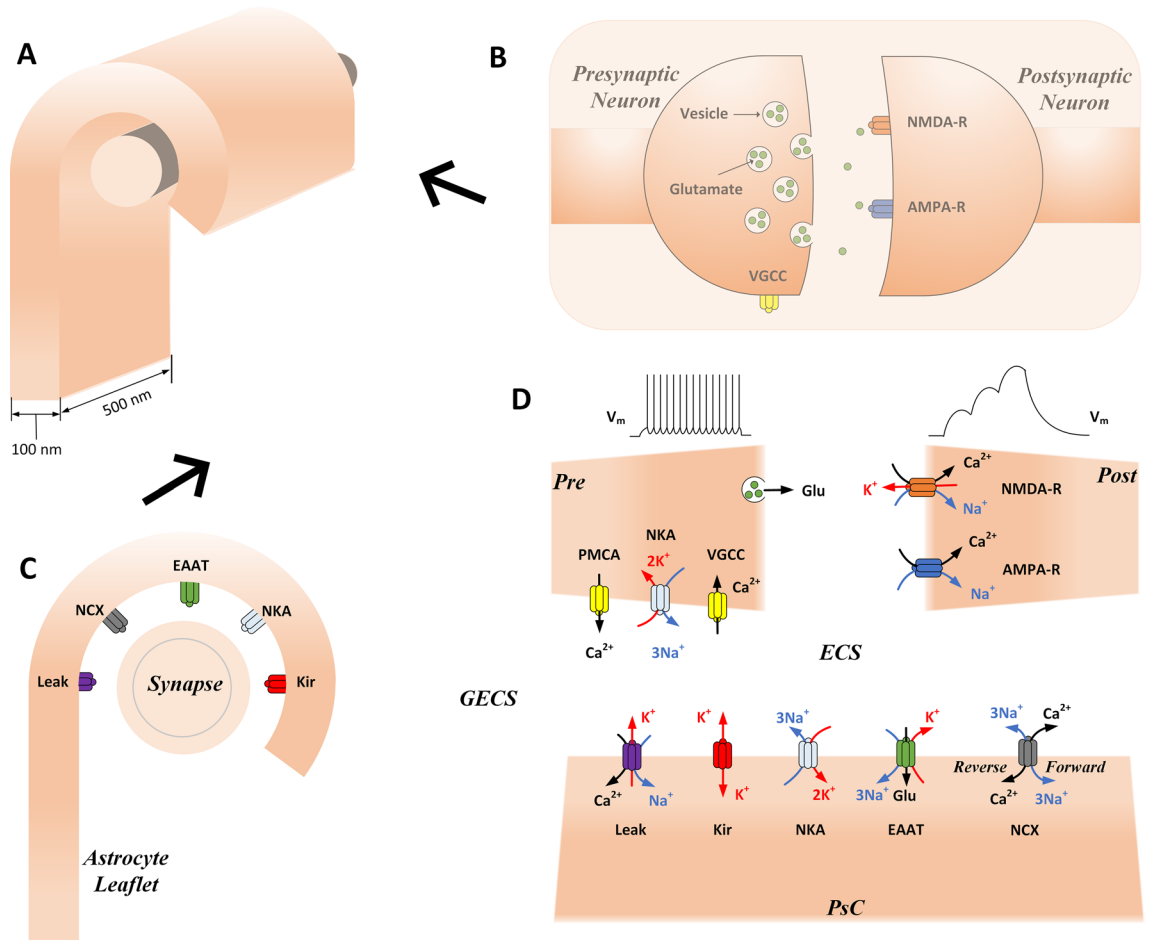 A
500 nm
100 nm
B
Presynaptic
Neuron
Postsynaptic
Neuron
Vesicle
Glutamate
VGCC
NMDA-R
AMPA-R
C
EAAT
NCX
NKA
Leak
Synapse
Kir
Astrocyte
Leaflet
D
Vm
Vm
Pre
Post
Glu
Ca2+
K+
NMDA-R
Na+
Ca2+
AMPA-R
Na+
PMCA
NKA
VGCC
2K+
Ca2+
Ca2+
3Na+
ECS
GECS
K+
K+
3Na+
K+
3Na+
Ca2+
Reverse
Forward
Ca2+
Na+
K+
2K+
3Na+
Glu
Ca2+
3Na+
Leak
Kir
NKA
EAAT
NCX
PsC